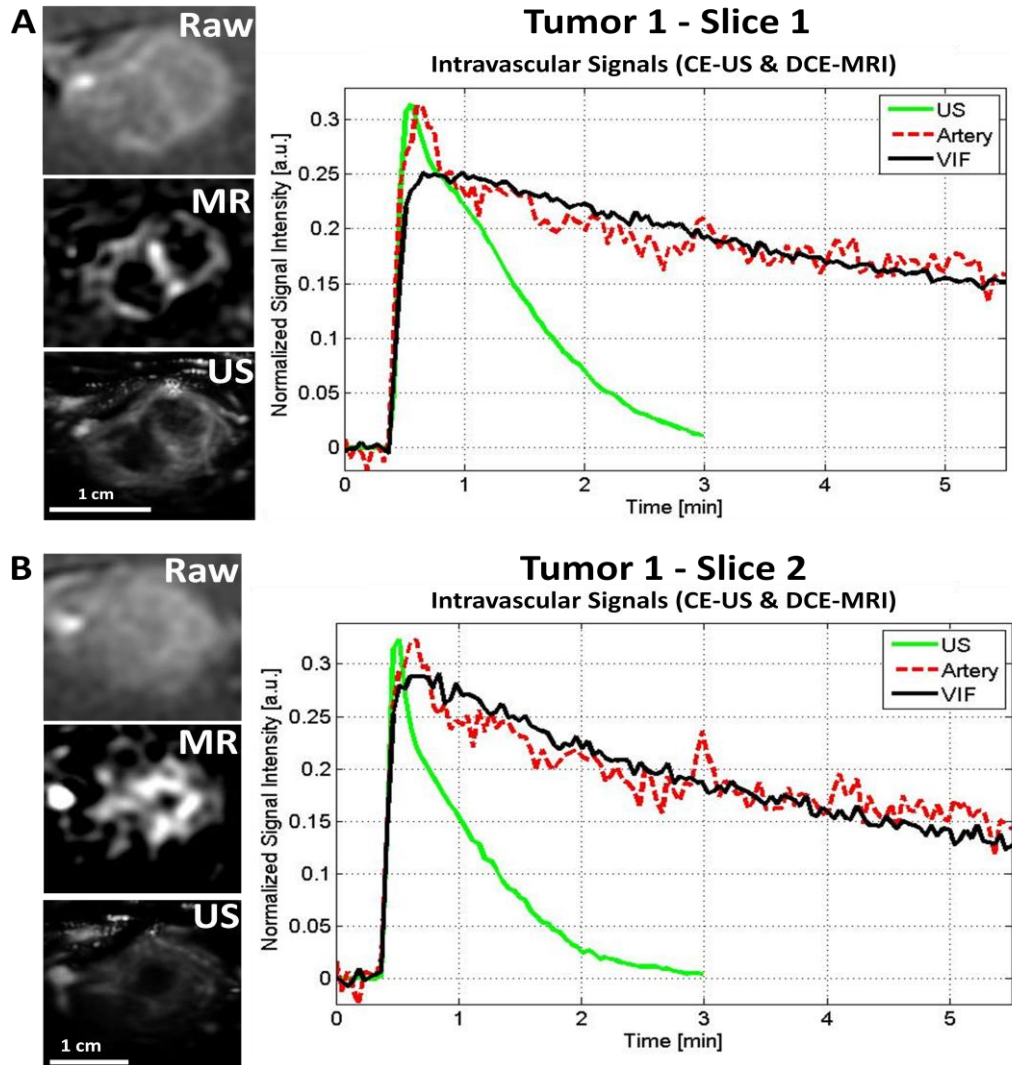 A
Raw
MR
US
1 cm
Tumor 1 - Slice 1
Intravascular Signals (CE-US & DCE-MRI)
Normalized Signal Intensity [a.u.]
0.3
0.25
0.2
0.15
0.1
0.05
0
US
Artery
VIF
0 1 2 3 4 5
Time [min]
B
Raw
MR
US
1 cm
Tumor 1 - Slice 2
Intravascular Signals (CE-US & DCE-MRI)
Normalized Signal Intensity [a.u.]
0.3
0.25
0.2
0.15
0.1
0.05
0
US
Artery
VIF
0 1 2 3 4 5
Time [min]